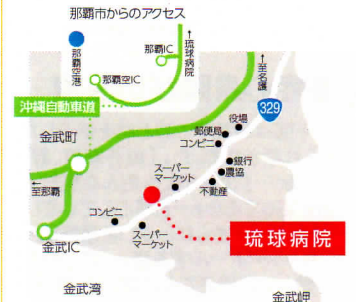 那覇市からのアクセス
那覇空港
那覇IC
↑至琉球病院
那覇空IC
↑至名護
沖縄自動車道
329
金武町
役場
郵便局
コンビニ
銀行
農協
不動産
スーパー
マーケット
←至那覇
コンビニ
スーパー
マーケット
琉球病院
金武IC
金武湾
金武岬